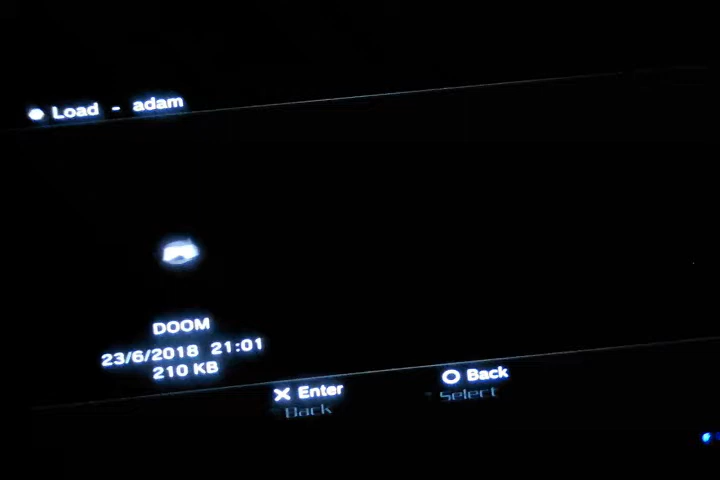 Load - adam
DOOM
23/6/2018 21:01
210 KB
Enter
Back
Back
Select